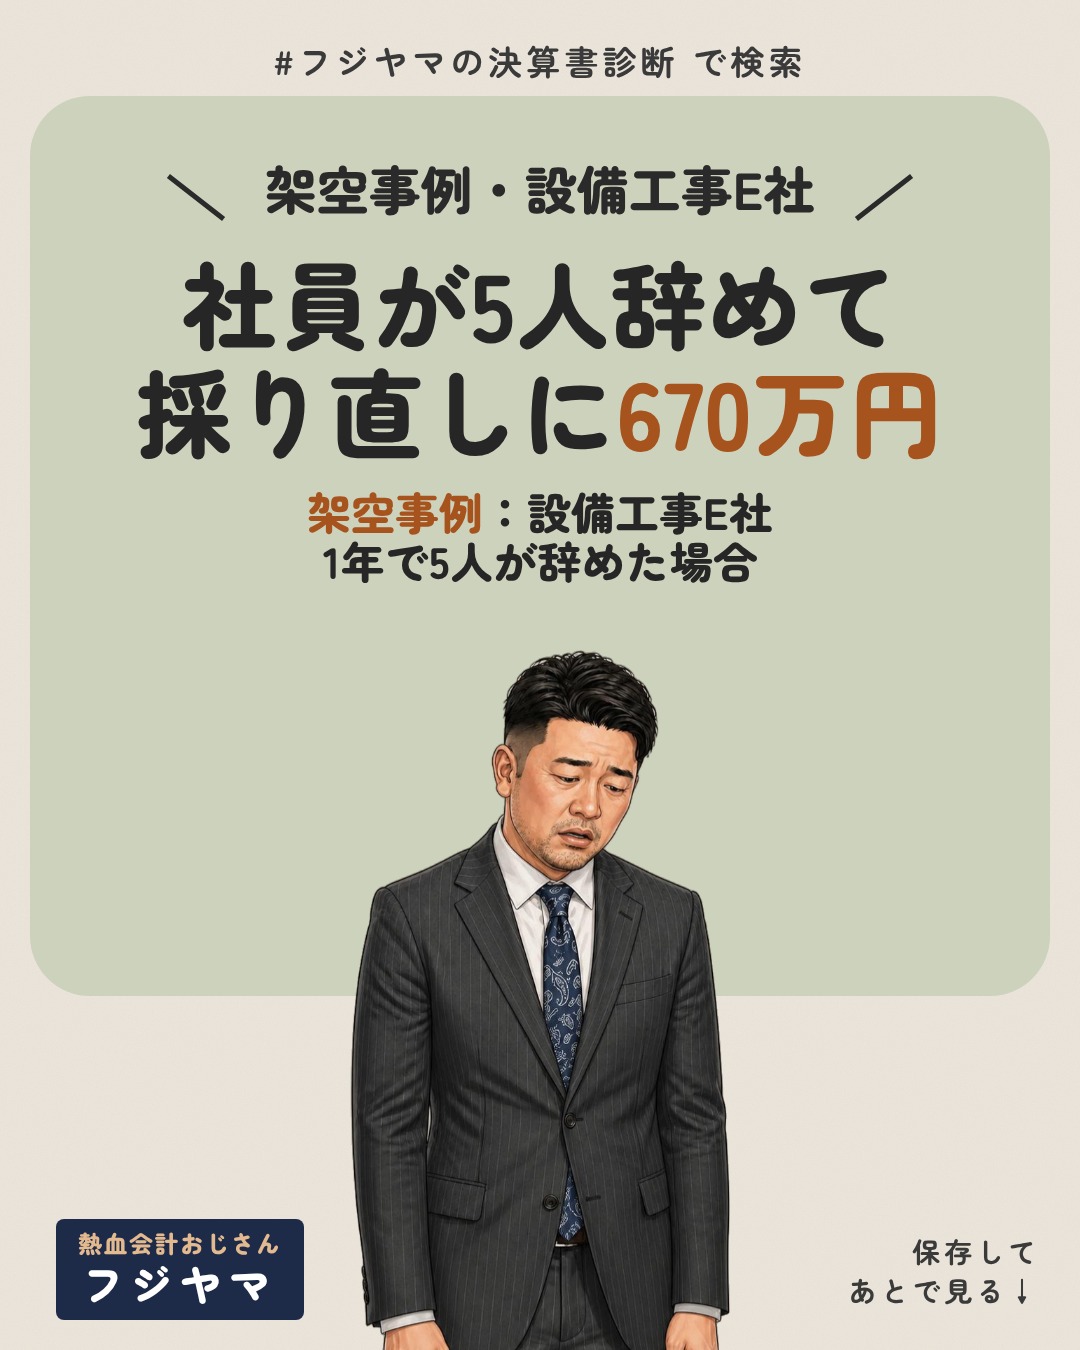 #フジヤマの決算書診断 で検索
架空事例・設備工事E社
社員が5人辞めて
採り直しに670万円
架空事例：設備工事E社
1年で5人が辞めた場合
熱血会計おじさん
フジヤマ
保存して
あとで見る↓